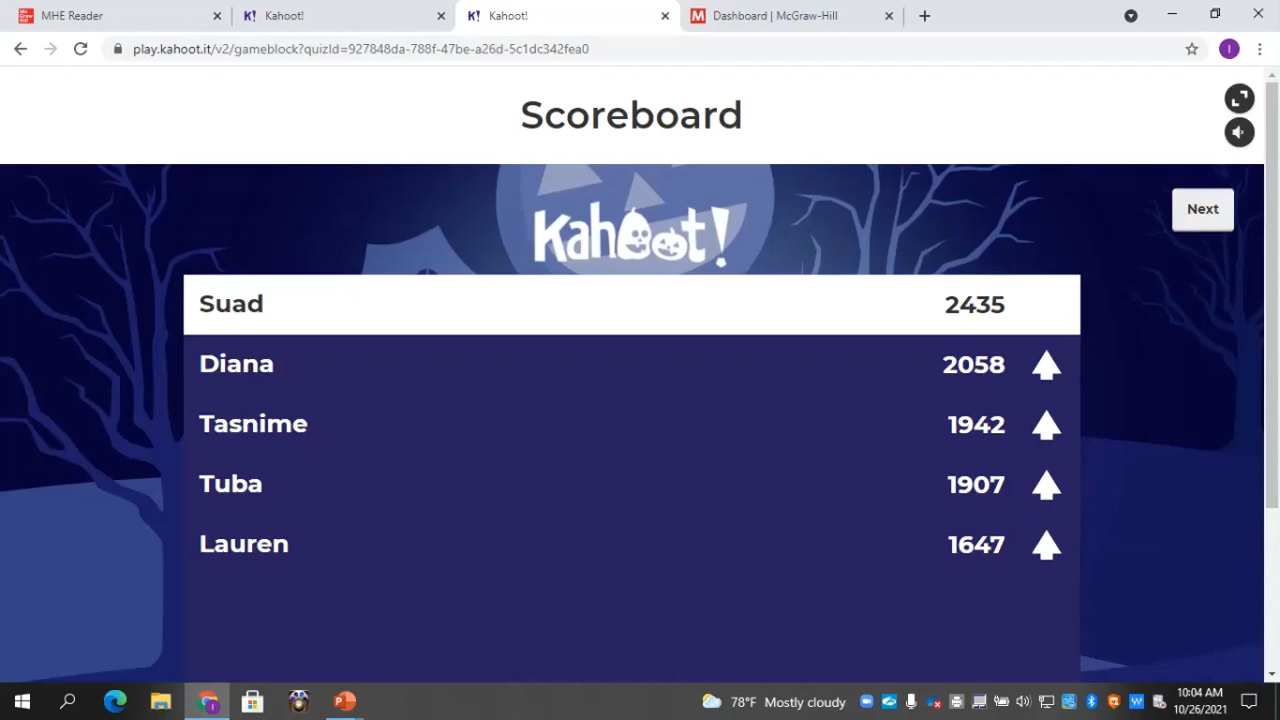 MHE Reader
Kahoot!
Kahoot!
Dashboard | McGraw-Hill
play.kahoot.it/v2/gameblock?quizId=927848da-788f-47be-a26d-5c1dc342fea0
I
Scoreboard
Kahoot!
Next
Suad 2435
Diana 2058
Tasnime 1942
Tuba 1907
Lauren 1647
78°F Mostly cloudy
10:04 AM
10/26/2021